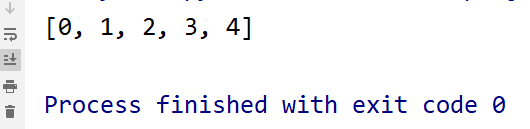 [0, 1, 2, 3, 4]
Process finished with exit code 0